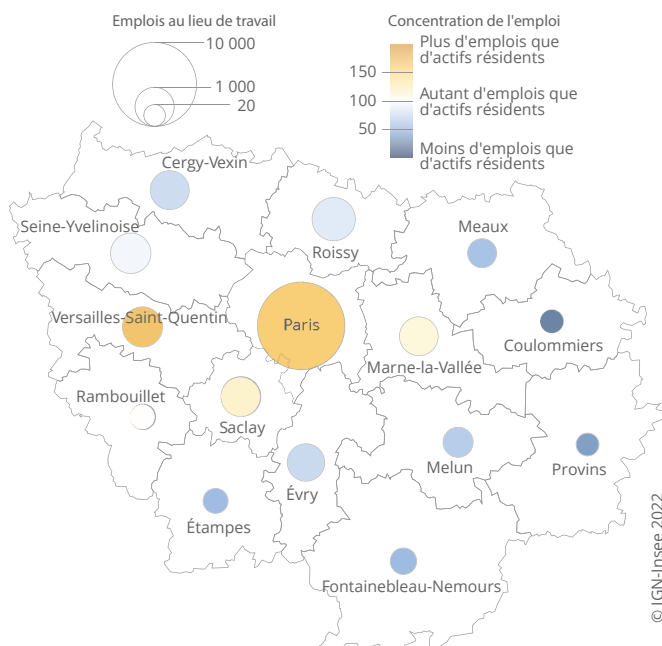 Emplois au lieu de travail
10 000
1 000
20
Concentration de l'emploi
Plus d'emplois que
d'actifs résidents
150
Autant d'emplois que
100
d'actifs résidents
50
Moins d'emplois que
d'actifs résidents
Cergy-Vexin
Seine-Yvelinoise
Roissy
Meaux
Versailles-Saint-Quentin
Paris
Coulommiers
Marne-la-Vallée
Rambouillet
Saclay
Melun
Provins
Évry
Étampes
Fontainebleau-Nemours
© IGN-Insee 2022